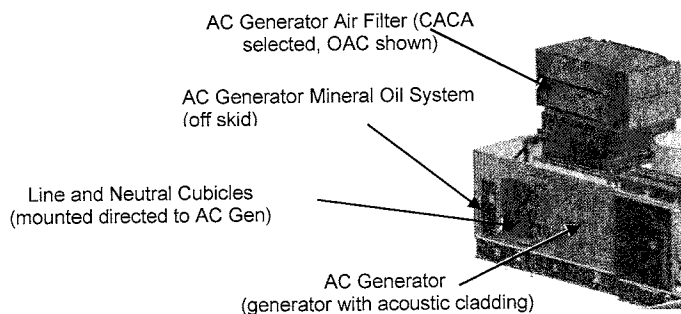 AC Generator Air Filter (CACA
selected, OAC shown)
AC Generator Mineral Oil System
(off skid)
Line and Neutral Cubicles
(mounted directed to AC Gen)
AC Generator
(generator with acoustic cladding)